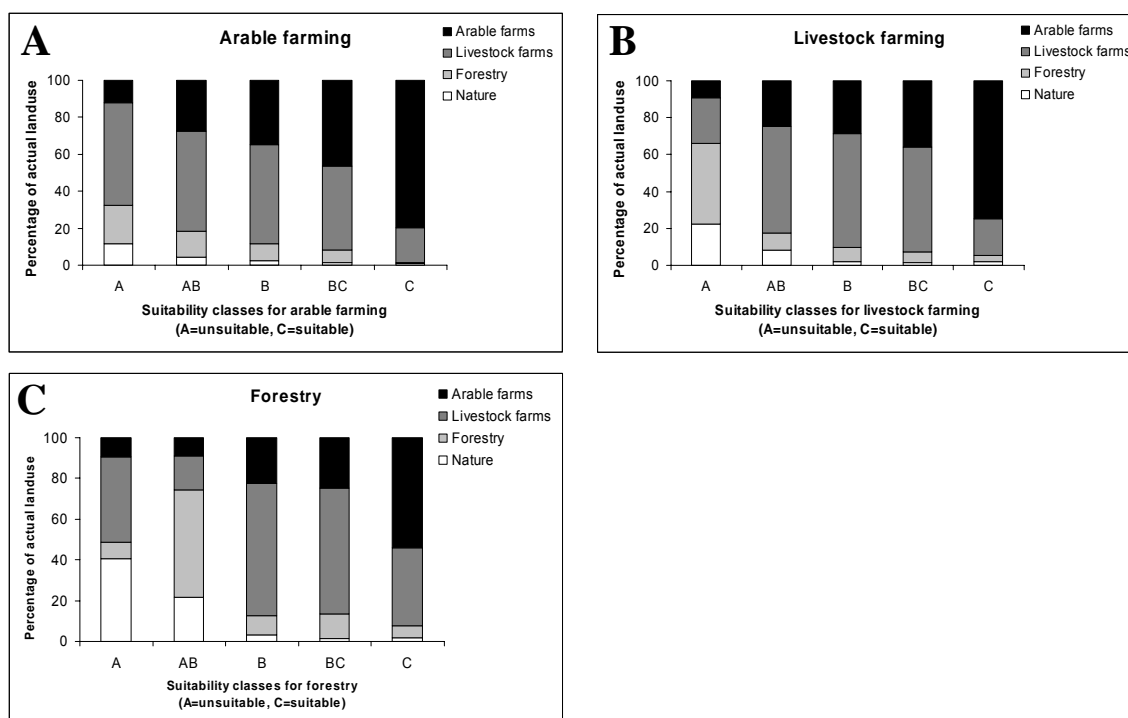 A
Arable farming
Arable farms
Livestock farms
Forestry
Nature
Percentage of actual landuse
100
80
60
40
20
0
A AB B BC C
Suitability classes for arable farming
(A=unsuitable, C=suitable)
B
Livestock farming
Arable farms
Livestock farms
Forestry
Nature
Percentage of actual landuse
100
80
60
40
20
0
A AB B BC C
Suitability classes for livestock farming
(A=unsuitable, C=suitable)
C
Forestry
Arable farms
Livestock farms
Forestry
Nature
Percentage of actual landuse
100
80
60
40
20
0
A AB B BC C
Suitability classes for forestry
(A=unsuitable, C=suitable)